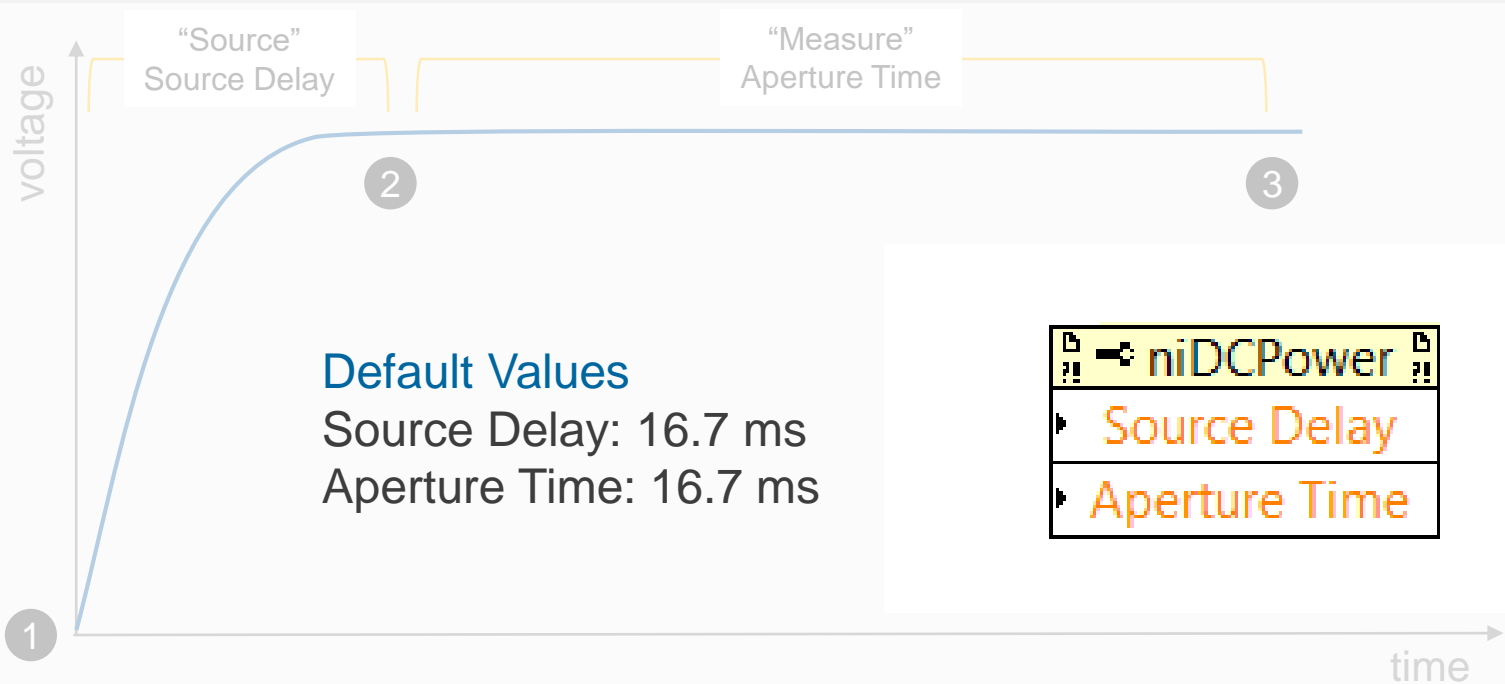 “Source”
Source Delay
“Measure”
Aperture Time
voltage
2
3
Default Values
Source Delay: 16.7 ms
Aperture Time: 16.7 ms
?! niDCPower ?!
Source Delay
Aperture Time
1
time